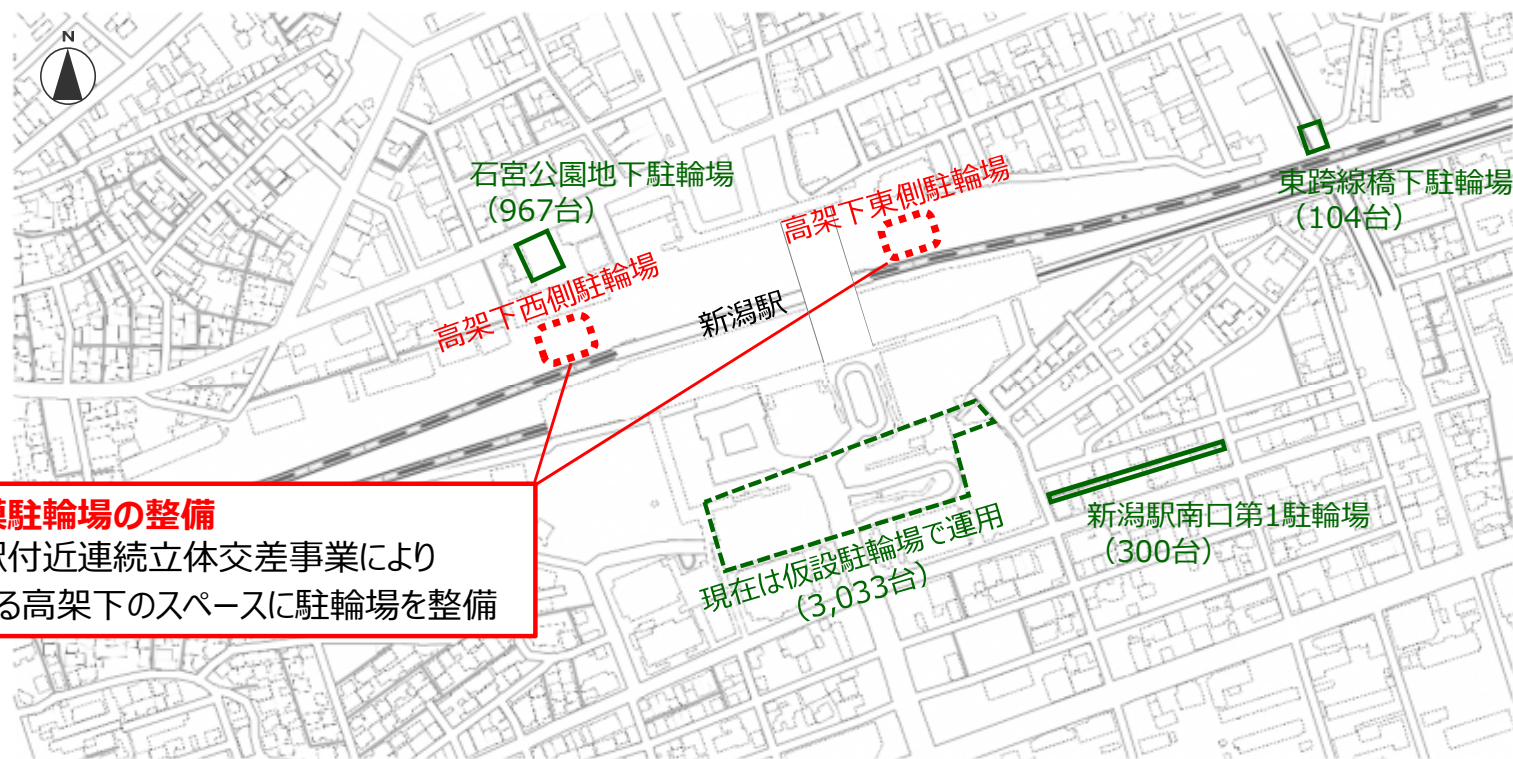 N
石宮公園地下駐輪場
（967台）
高架下東側駐輪場
東跨線橋下駐輪場
（104台）
高架下西側駐輪場
新潟駅
駐輪場の整備
駅付近連続立体交差事業により
る高架下のスペースに駐輪場を整備
現在は仮設駐輪場で運用
（3,033台）
新潟駅南口第1駐輪場
（300台）